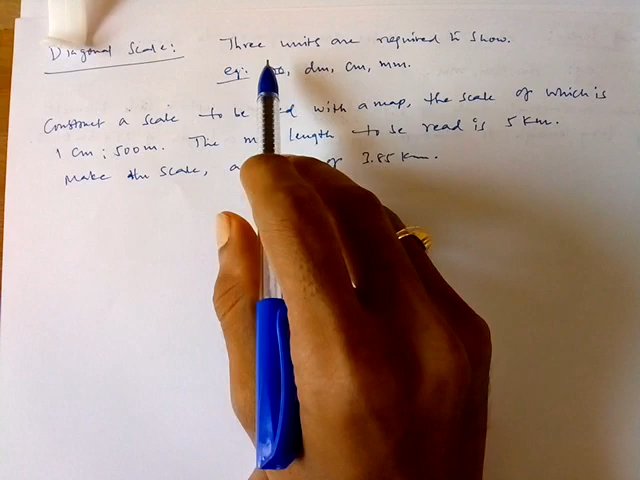 Diagonal Scale: Three units are required to show.
eg: dm, cm, mm.
Construct a scale to be with a map, the scale of which is
1 cm : 500m. The length to be read is 5 Km.
Make the scale, 3.85 Km.